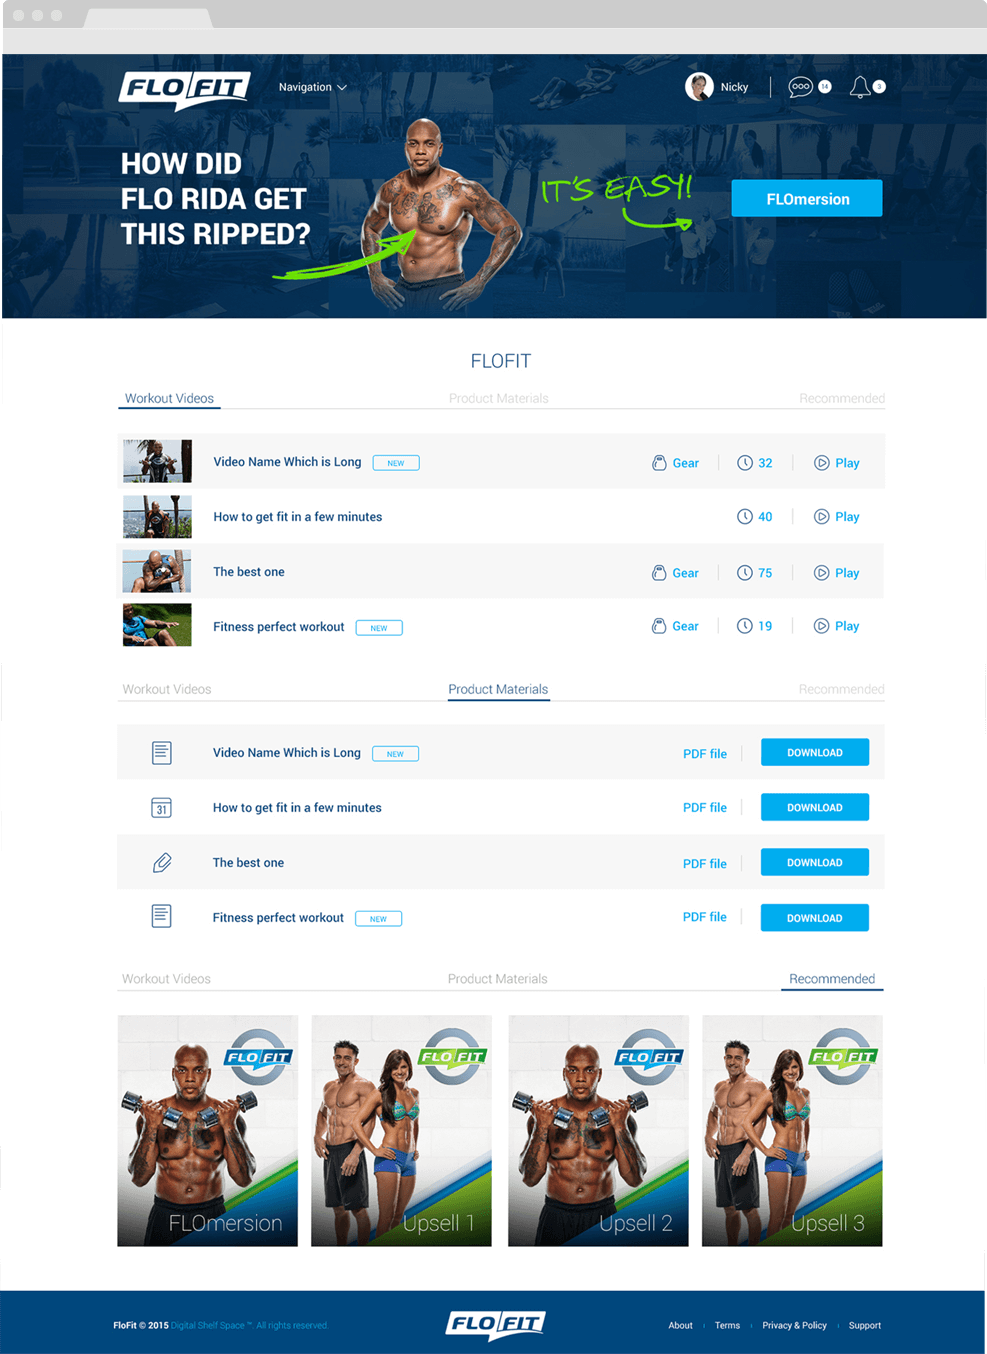 FLO FIT
Navigation
Nicky
14
3
HOW DID
FLO RIDA GET
THIS RIPPED?
IT'S EASY!
FLOmersion
FLOFIT
Workout Videos
Product Materials
Recommended
Video Name Which is Long NEW Gear 32 Play
How to get fit in a few minutes 40 Play
The best one Gear 75 Play
Fitness perfect workout NEW Gear 19 Play
Workout Videos
Product Materials
Recommended
Video Name Which is Long NEW PDF file DOWNLOAD
31 How to get fit in a few minutes PDF file DOWNLOAD
The best one PDF file DOWNLOAD
Fitness perfect workout NEW PDF file DOWNLOAD
Workout Videos
Product Materials
Recommended
FLO FIT
FLOmersion
FLO FIT
Upsell 1
FLO FIT
Upsell 2
FLO FIT
Upsell 3
FloFit © 2015 Digital Shelf Space ™. All rights reserved.
FLO FIT
About
Terms
Privacy & Policy
Support